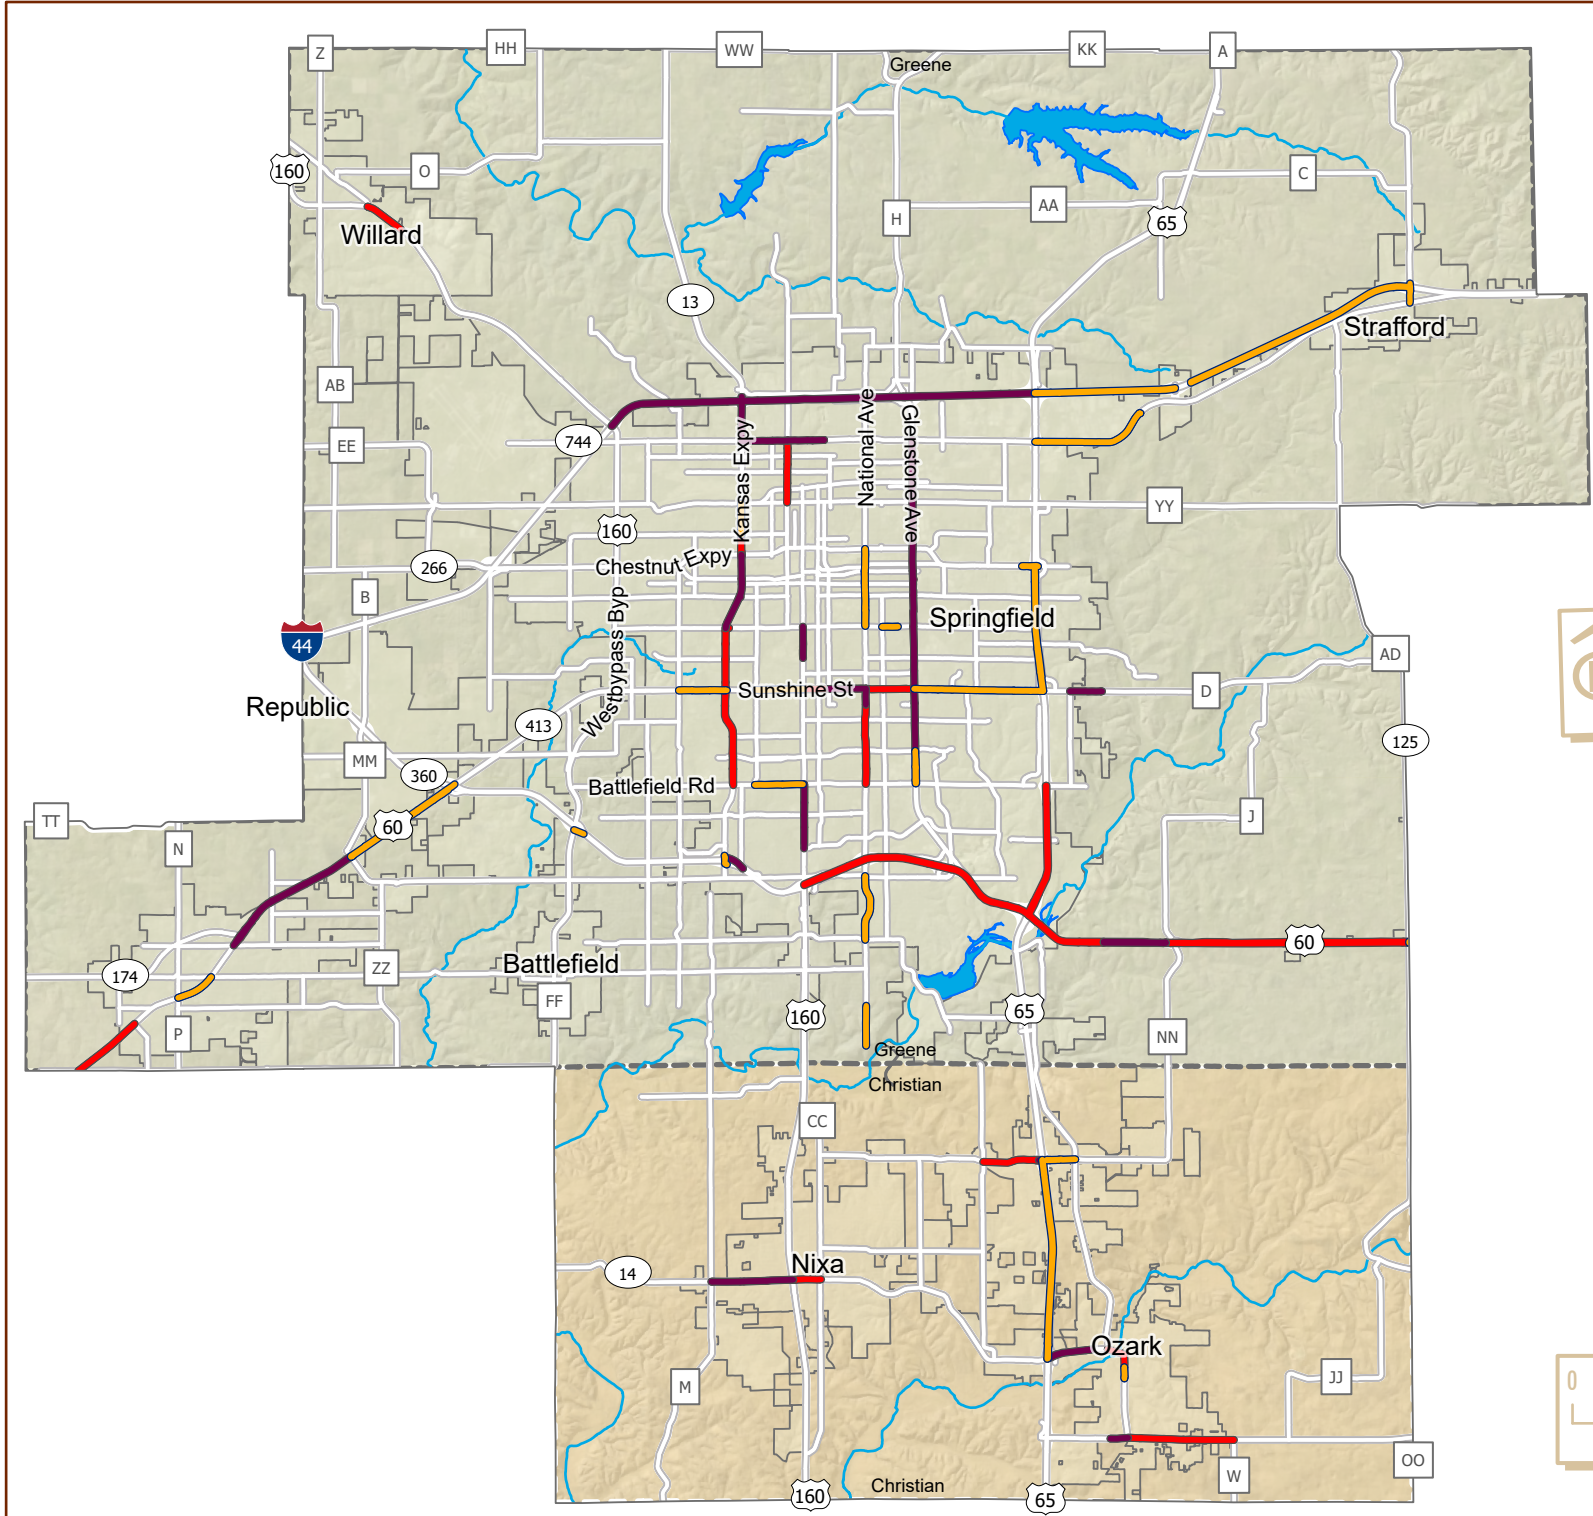 Z
HH
WW
KK
A
Greene
160
O
C
H
AA
65
Willard
13
Strafford
AB
National Ave
Glenstone Ave
Kansas Expy
EE
744
YY
160
Chestnut Expy
266
B
Westbypass Byp
Springfield
44
AD
Sunshine St
D
Republic
413
125
MM
360
Battlefield Rd
TT
60
J
N
60
Battlefield
174
ZZ
FF
160
65
P
NN
Greene
Christian
CC
14
Nixa
Ozark
M
JJ
0
OO
W
Christian
160
65